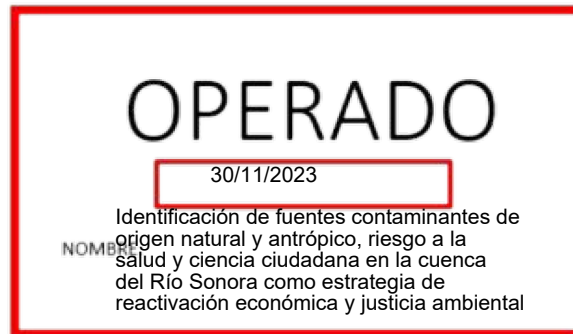 OPERADO
30/11/2023
Identificación de fuentes contaminantes de
NOMBRE origen natural y antrópico, riesgo a la
salud y ciencia ciudadana en la cuenca
del Río Sonora como estrategia de
reactivación económica y justicia ambiental